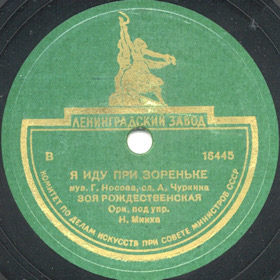 ЛЕНИНГРАДСКИЙ ЗАВОД
В 16445
Я ИДУ ПРИ ЗОРЕНЬКЕ
муз. Г. Носова, сл. А. Чуркина
ЗОЯ РОЖДЕСТВЕНСКАЯ
Орк. под упр.
Н. Минха
КОМИТЕТ ПО ДЕЛАМ ИСКУССТВ ПРИ СОВЕТЕ МИНИСТРОВ СССР